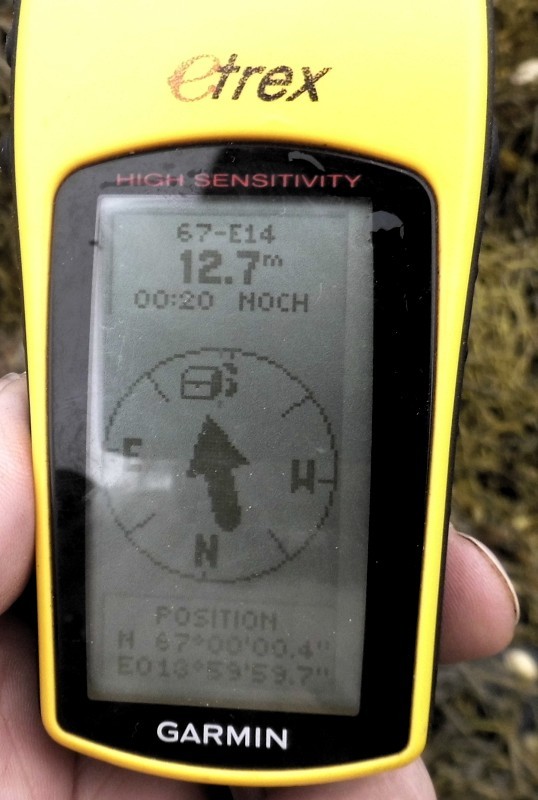 etrex
HIGH SENSITIVITY
67-E14
12.7m
00:20 NOCH
S
E
W
N
POSITION
N 67°00'00.4"
E013°59'59.7"
GARMIN